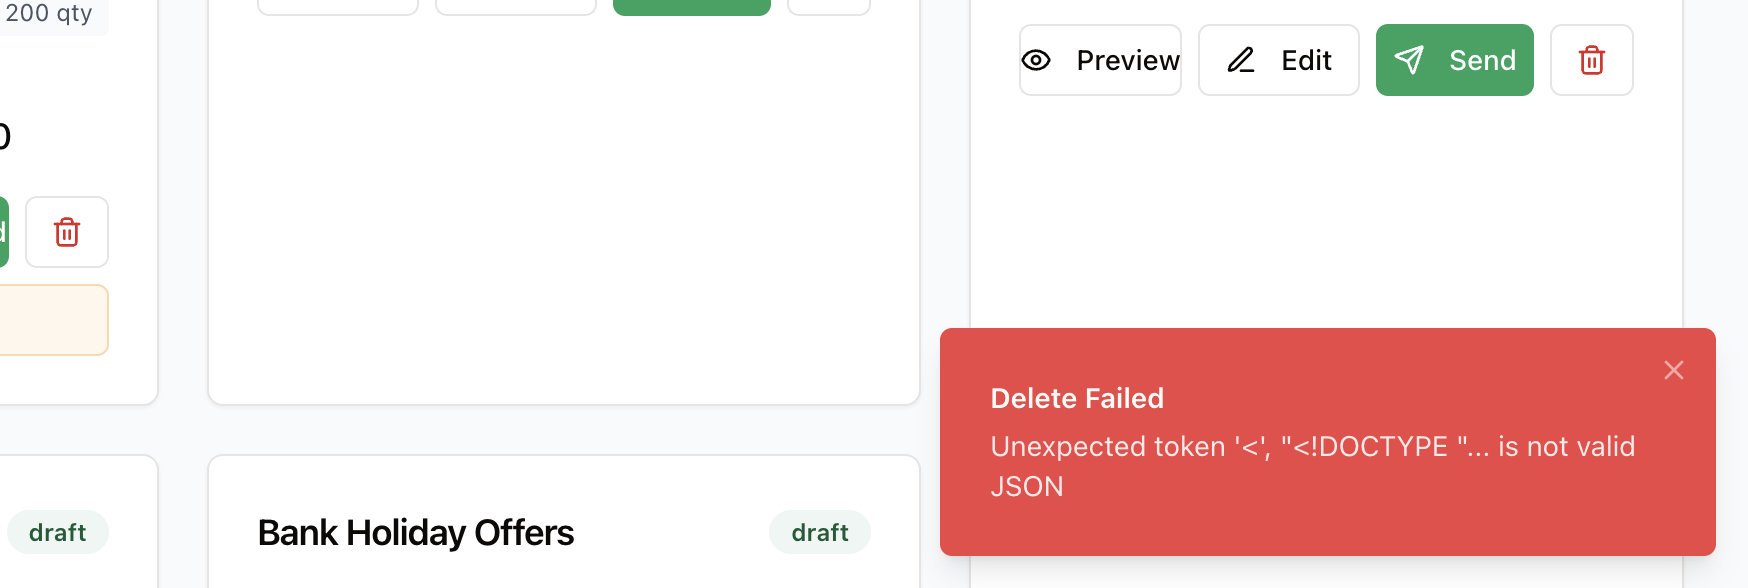 200 qty
Preview
Edit
Send
0
d
Delete Failed
Unexpected token '<', "<!DOCTYPE "... is not valid
JSON
draft
Bank Holiday Offers
draft